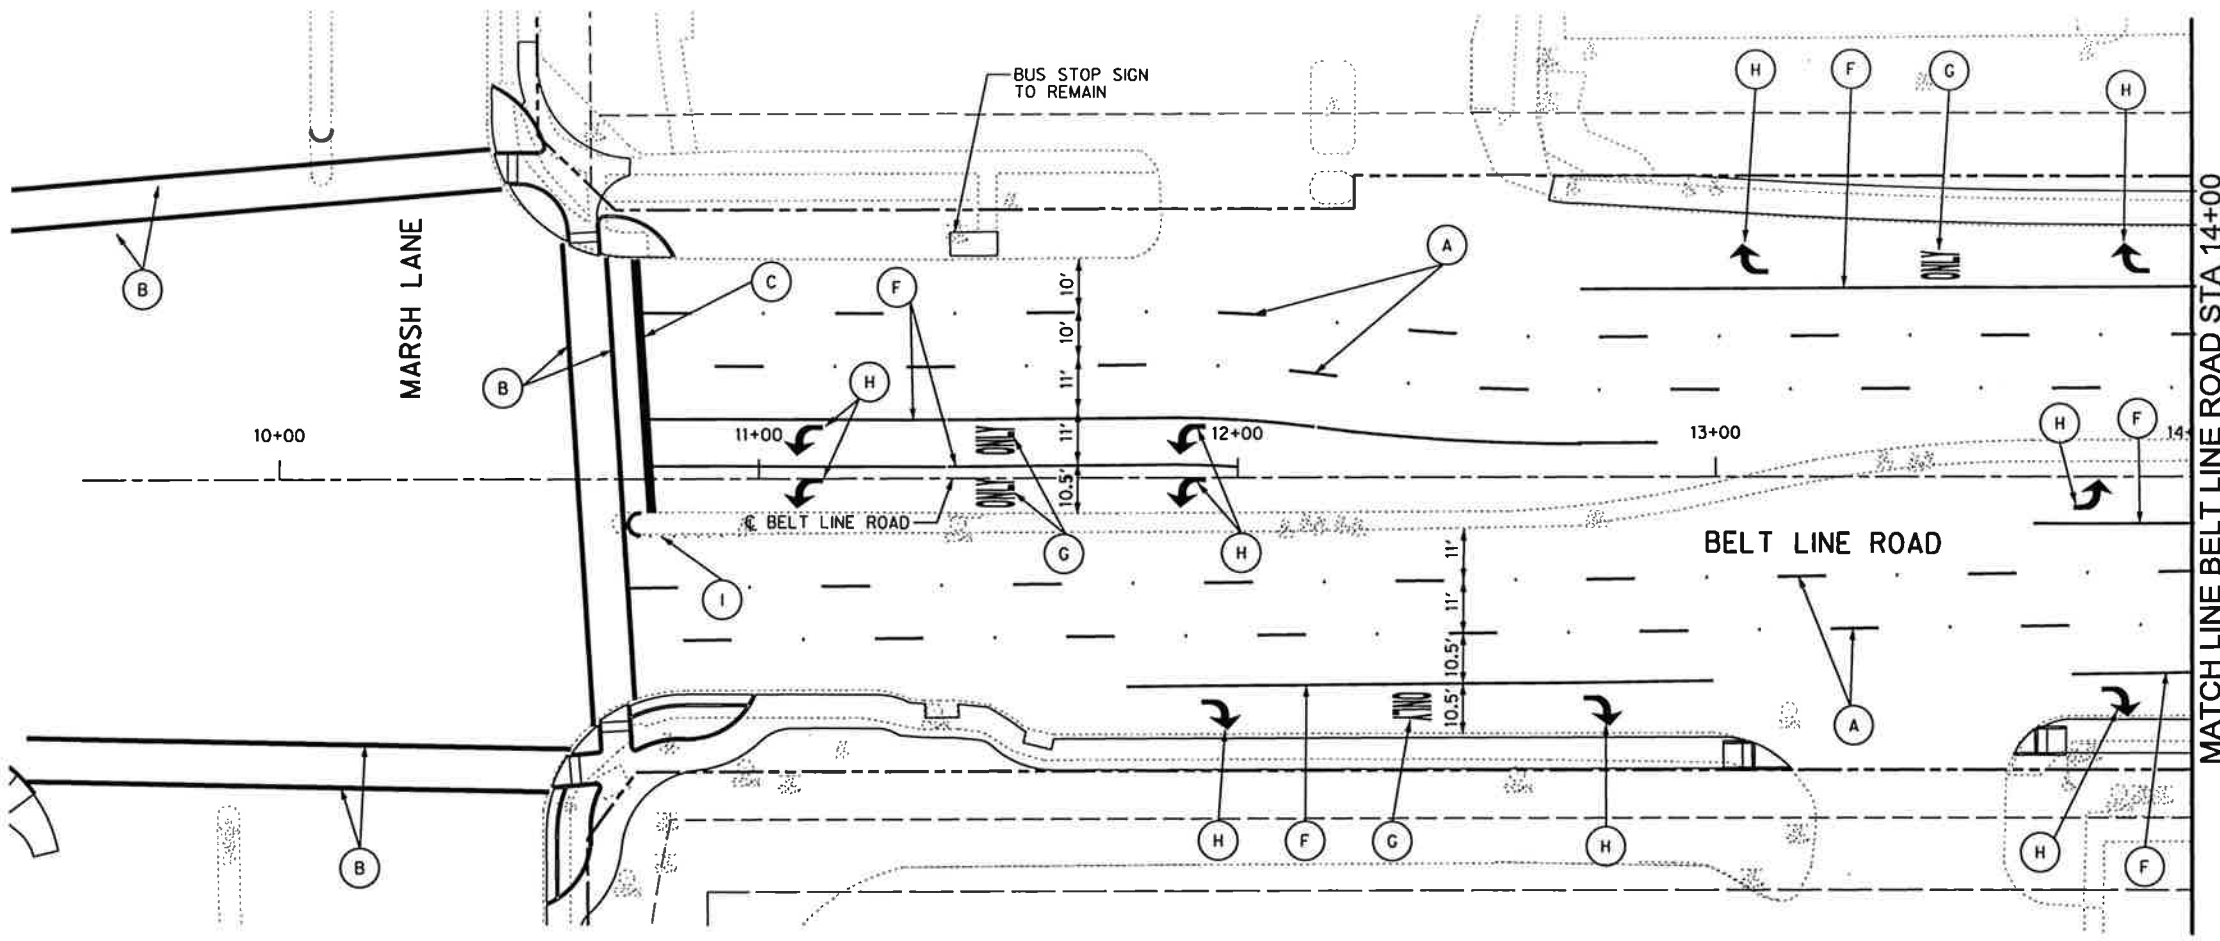 BUS STOP SIGN
TO REMAIN
H
F
G
H
B
MARSH LANE
C
F
A
10'
10'
11'
11'
10.5'
B
H
10+00
11+00
ONLY
12+00
13+00
H
F
14+
ONLY
ONLY
℄ BELT LINE ROAD
G
H
I
11'
11'
10.5'
10.5'
BELT LINE ROAD
A
ONLY
H
F
G
H
B
H
F
MATCH LINE BELT LINE ROAD STA 14+00